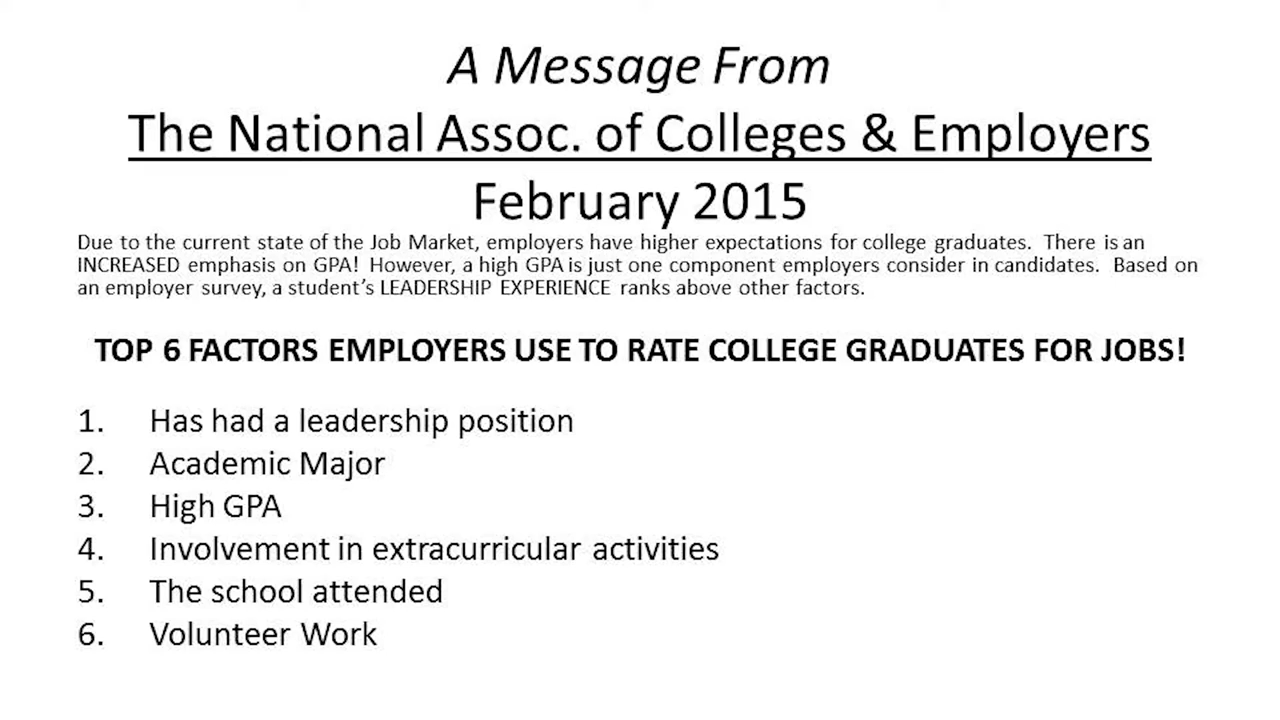 A Message From
The National Assoc. of Colleges & Employers
February 2015
Due to the current state of the Job Market, employers have higher expectations for college graduates.  There is an
INCREASED emphasis on GPA!  However, a high GPA is just one component employers consider in candidates.  Based on
an employer survey, a student's LEADERSHIP EXPERIENCE ranks above other factors.
TOP 6 FACTORS EMPLOYERS USE TO RATE COLLEGE GRADUATES FOR JOBS!
1. Has had a leadership position
2. Academic Major
3. High GPA
4. Involvement in extracurricular activities
5. The school attended
6. Volunteer Work